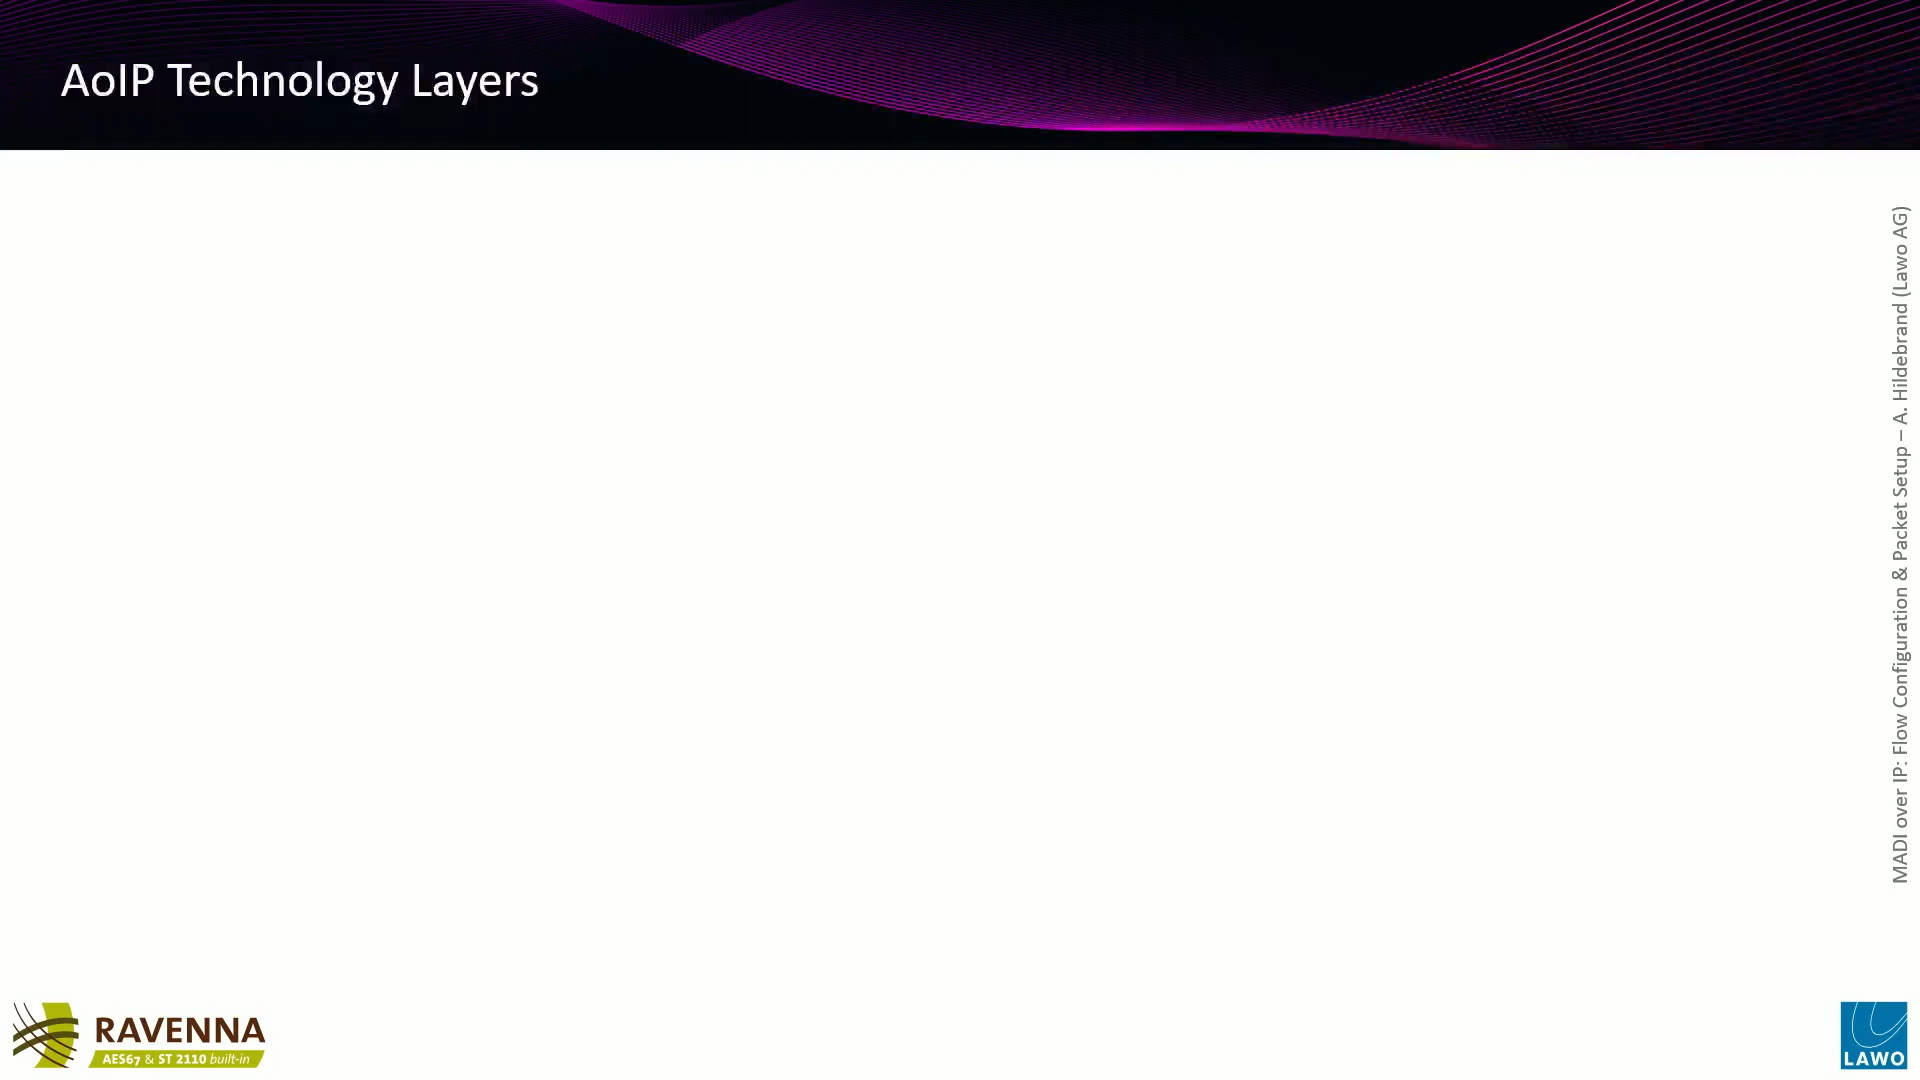 AoIP Technology Layers
MADI over IP: Flow Configuration & Packet Setup – A. Hildebrand (Lawo AG)
RAVENNA
AES67 & ST 2110 built-in
LAWO